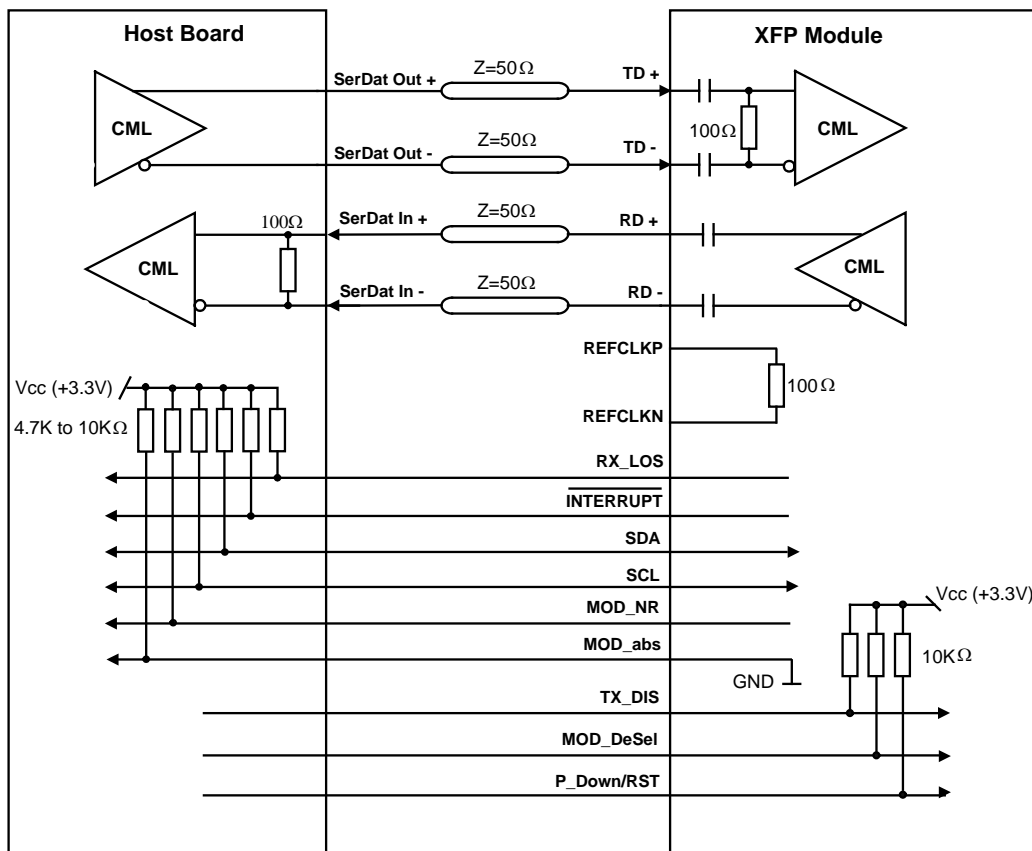 Host Board
XFP Module
SerDat Out +
Z=50Ω
TD +
CML
100Ω
CML
SerDat Out -
Z=50Ω
TD -
100Ω
SerDat In +
Z=50Ω
RD +
CML
CML
SerDat In -
Z=50Ω
RD -
REFCLKP
100Ω
REFCLKN
Vcc (+3.3V)
4.7K to 10KΩ
RX_LOS
INTERRUPT
SDA
SCL
MOD_NR
Vcc (+3.3V)
MOD_abs
10KΩ
GND
TX_DIS
MOD_DeSel
P_Down/RST